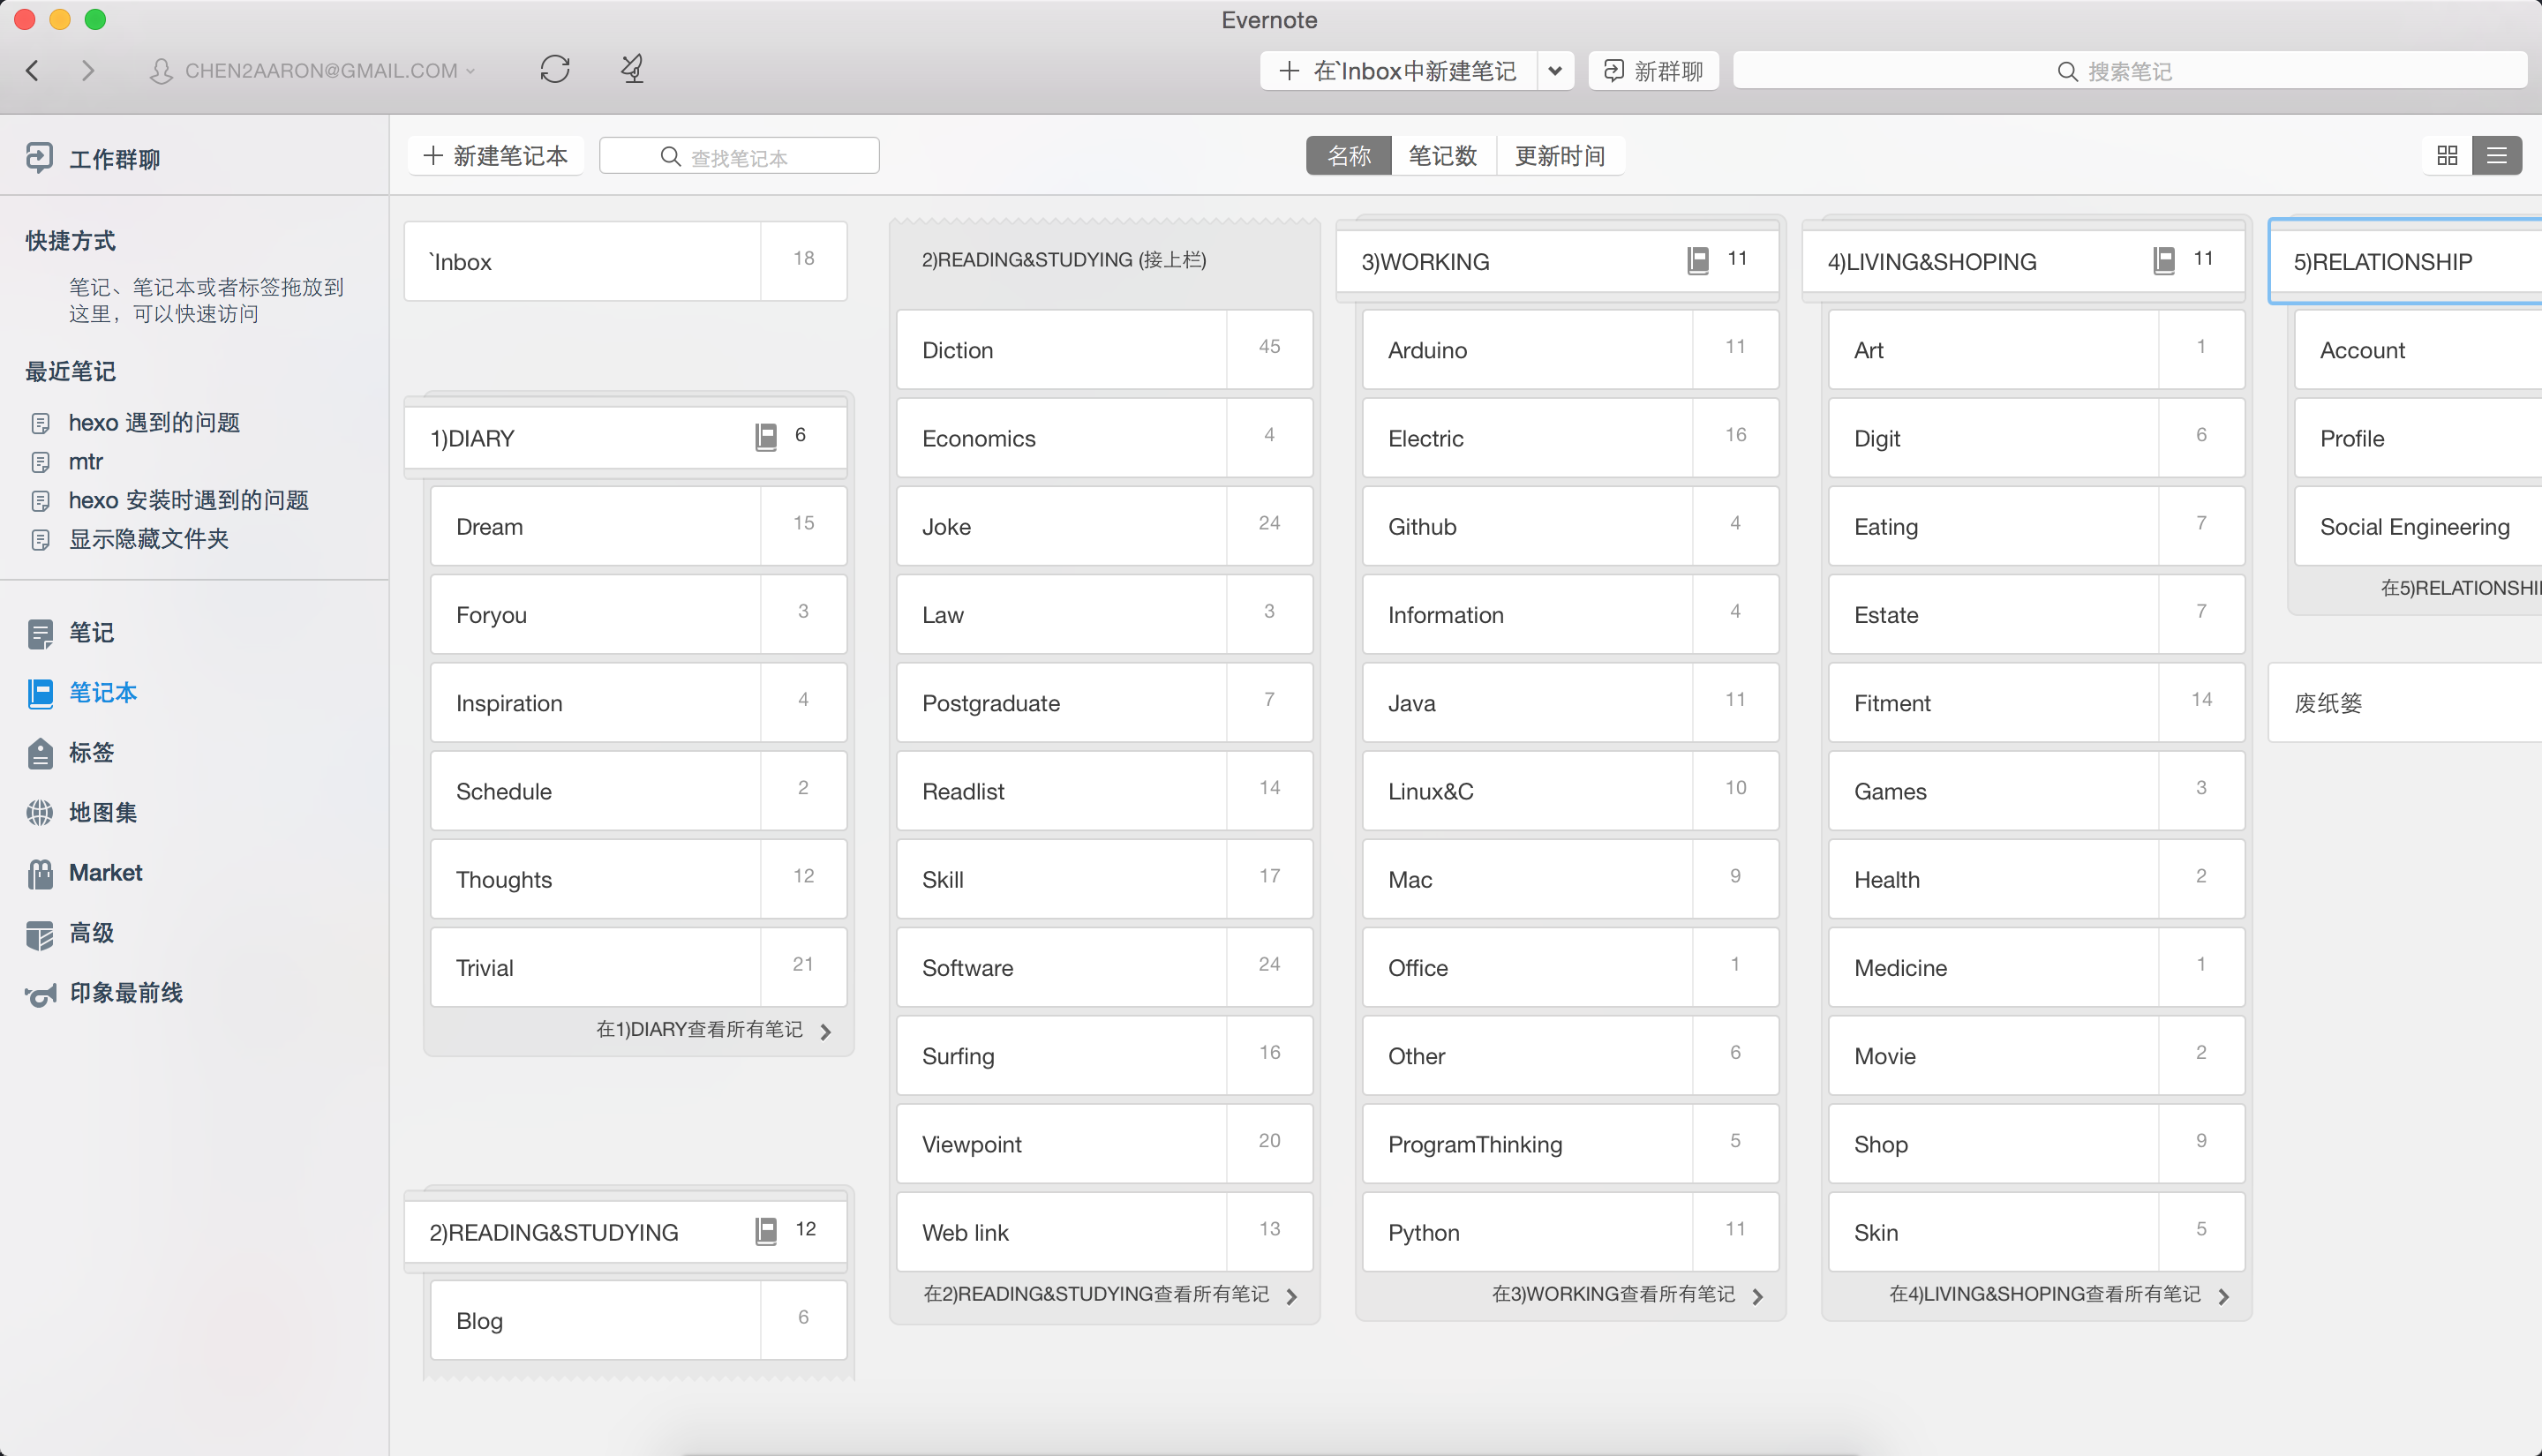 Evernote
CHEN2AARON@GMAIL.COM
在`Inbox中新建笔记
新群聊
搜索笔记
工作群聊
快捷方式
笔记、笔记本或者标签拖放到
这里，可以快速访问
最近笔记
hexo 遇到的问题
mtr
hexo 安装时遇到的问题
显示隐藏文件夹
笔记
笔记本
标签
地图集
Market
高级
印象最前线
新建笔记本
查找笔记本
名称
笔记数
更新时间
`Inbox 18
1)DIARY 6
Dream 15
Foryou 3
Inspiration 4
Schedule 2
Thoughts 12
Trivial 21
在1)DIARY查看所有笔记
2)READING&STUDYING 12
Blog 6
2)READING&STUDYING (接上栏)
Diction 45
Economics 4
Joke 24
Law 3
Postgraduate 7
Readlist 14
Skill 17
Software 24
Surfing 16
Viewpoint 20
Web link 13
在2)READING&STUDYING查看所有笔记
3)WORKING 11
Arduino 11
Electric 16
Github 4
Information 4
Java 11
Linux&C 10
Mac 9
Office 1
Other 6
ProgramThinking 5
Python 11
在3)WORKING查看所有笔记
4)LIVING&SHOPING 11
Art 1
Digit 6
Eating 7
Estate 7
Fitment 14
Games 3
Health 2
Medicine 1
Movie 2
Shop 9
Skin 5
在4)LIVING&SHOPING查看所有笔记
5)RELATIONSHIP
Account
Profile
Social Engineering
在5)RELATIONSHI
废纸篓